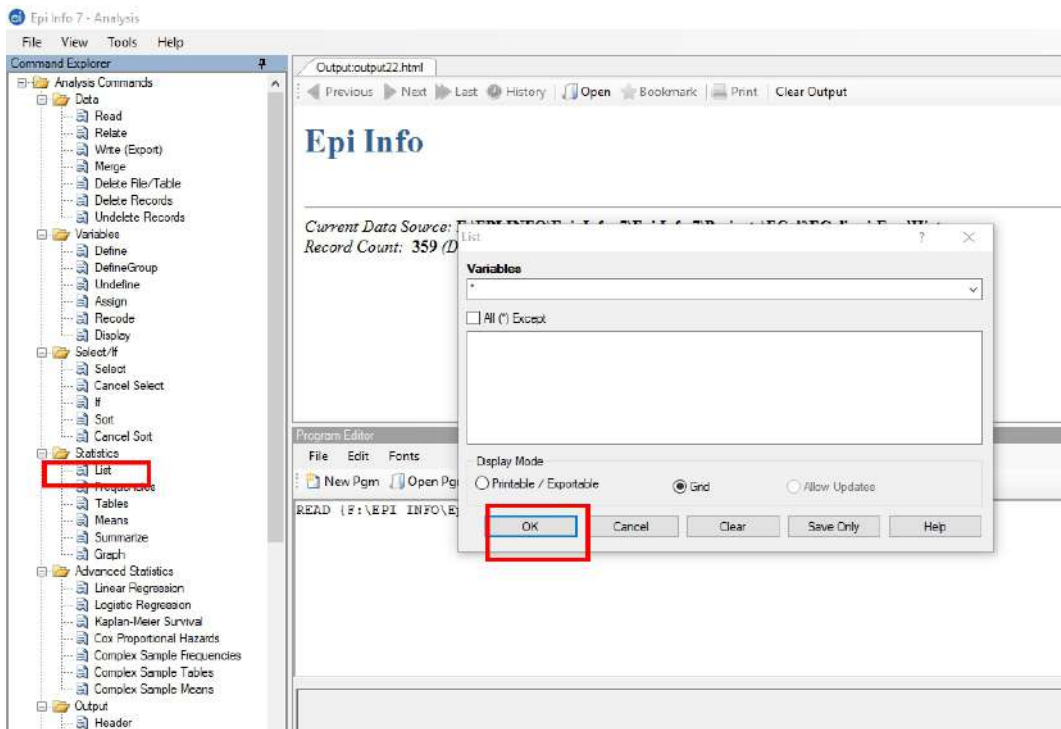 Epi Info 7 - Analysis
File View Tools Help
Command Explorer
Analysis Commands
Data
Read
Relate
Write (Export)
Merge
Delete File/Table
Delete Records
Undelete Records
Variables
Define
DefineGroup
Undefine
Assign
Recode
Display
Select/If
Select
Cancel Select
If
Sort
Cancel Sort
Statistics
List
Frequencies
Tables
Means
Summarize
Graph
Advanced Statistics
Linear Regression
Logistic Regression
Kaplan-Meier Survival
Cox Proportional Hazards
Complex Sample Frequencies
Complex Sample Tables
Complex Sample Means
Output
Header
Output:output22.html
Previous Next Last History Open Bookmark Print Clear Output
Epi Info
Current Data Source:
Record Count: 359 (D
List ?
Variables
*
All (*) Except
Display Mode
Printable / Exportable Grid Allow Updates
OK Cancel Clear Save Only Help
Program Editor
File Edit Fonts
New Pgm Open Pg
READ {F:\EPI INFO\E